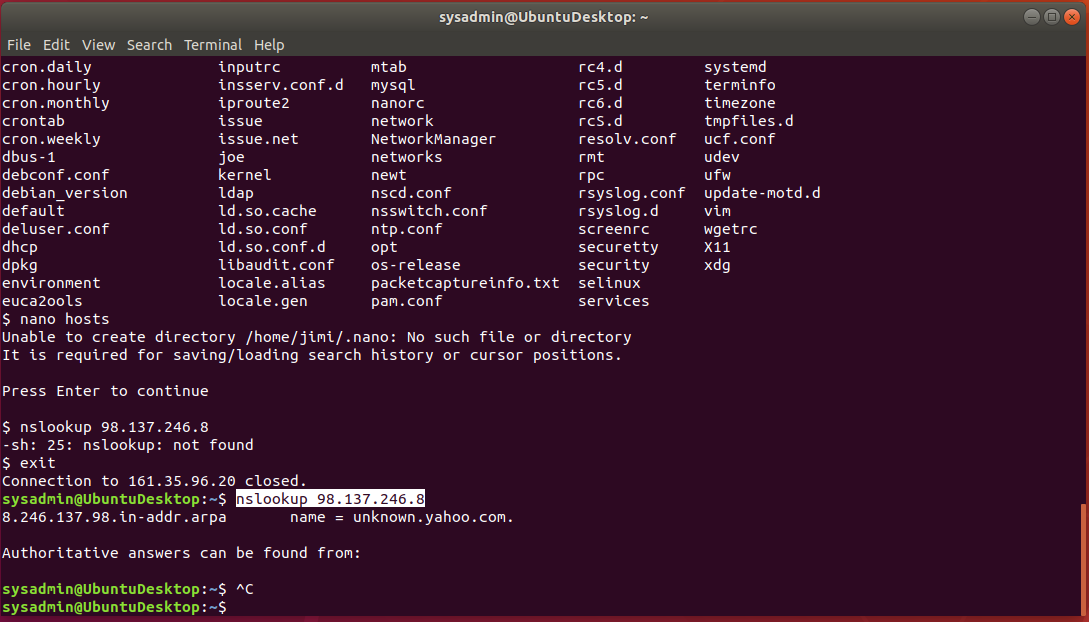 sysadmin@UbuntuDesktop: ~
File Edit View Search Terminal Help
cron.daily inputrc mtab rc4.d systemd
cron.hourly insserv.conf.d mysql rc5.d terminfo
cron.monthly iproute2 nanorc rc6.d timezone
crontab issue network rcS.d tmpfiles.d
cron.weekly issue.net NetworkManager resolv.conf ucf.conf
dbus-1 joe networks rmt udev
debconf.conf kernel newt rpc ufw
debian_version ldap nscd.conf rsyslog.conf update-motd.d
default ld.so.cache nsswitch.conf rsyslog.d vim
deluser.conf ld.so.conf ntp.conf screenrc wgetrc
dhcp ld.so.conf.d opt securetty X11
dpkg libaudit.conf os-release security xdg
environment locale.alias packetcaptureinfo.txt selinux
euca2ools locale.gen pam.conf services
$ nano hosts
Unable to create directory /home/jimi/.nano: No such file or directory
It is required for saving/loading search history or cursor positions.
Press Enter to continue
$ nslookup 98.137.246.8
-sh: 25: nslookup: not found
$ exit
Connection to 161.35.96.20 closed.
sysadmin@UbuntuDesktop:~$ nslookup 98.137.246.8
8.246.137.98.in-addr.arpa name = unknown.yahoo.com.
Authoritative answers can be found from:
sysadmin@UbuntuDesktop:~$ ^C
sysadmin@UbuntuDesktop:~$